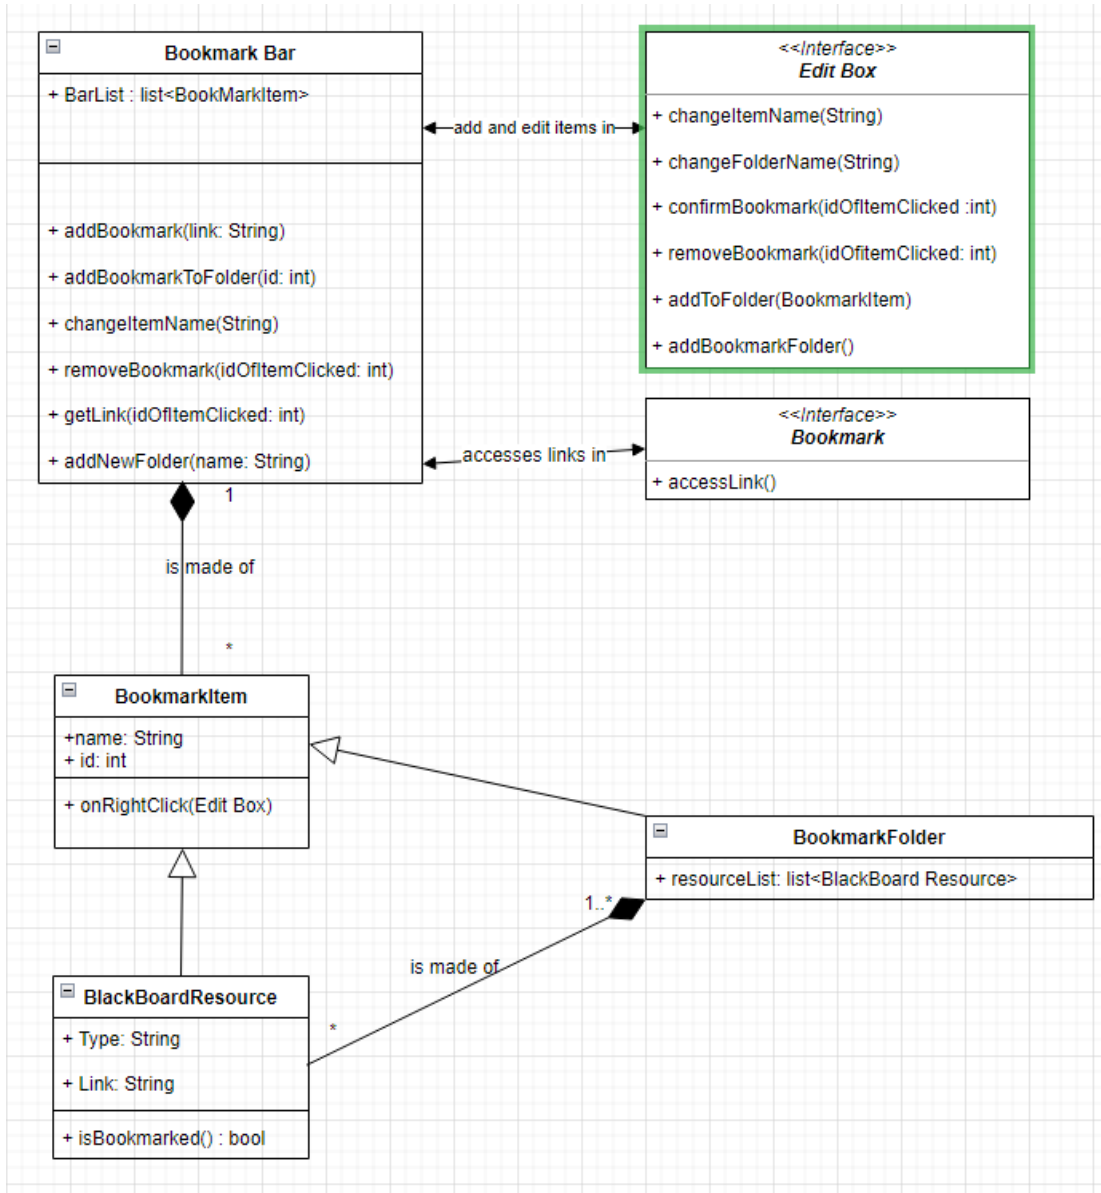 Bookmark Bar
+ BarList : list<BookMarkItem>
+ addBookmark(link: String)
+ addBookmarkToFolder(id: int)
+ changeItemName(String)
+ removeBookmark(idOfItemClicked: int)
+ getLink(idOfItemClicked: int)
+ addNewFolder(name: String)
add and edit items in
<<Interface>>
Edit Box
+ changeItemName(String)
+ changeFolderName(String)
+ confirmBookmark(idOfItemClicked :int)
+ removeBookmark(idOfitemClicked: int)
+ addToFolder(BookmarkItem)
+ addBookmarkFolder()
accesses links in
<<Interface>>
Bookmark
+ accessLink()
1
is made of
*
BookmarkItem
+name: String
+ id: int
+ onRightClick(Edit Box)
BookmarkFolder
+ resourceList: list<BlackBoard Resource>
1..*
is made of
*
BlackBoardResource
+ Type: String
+ Link: String
+ isBookmarked() : bool